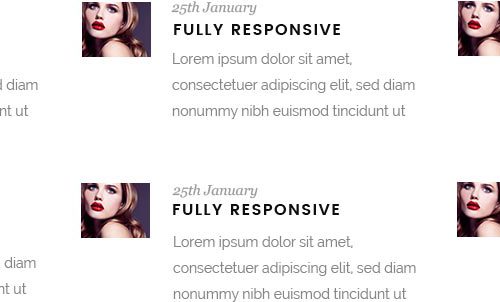 25th January
FULLY RESPONSIVE
Lorem ipsum dolor sit amet,
consectetuer adipiscing elit, sed diam
nonummy nibh euismod tincidunt ut
diam
ut
25th January
FULLY RESPONSIVE
Lorem ipsum dolor sit amet,
consectetuer adipiscing elit, sed diam
nonummy nibh euismod tincidunt ut
diam
ut